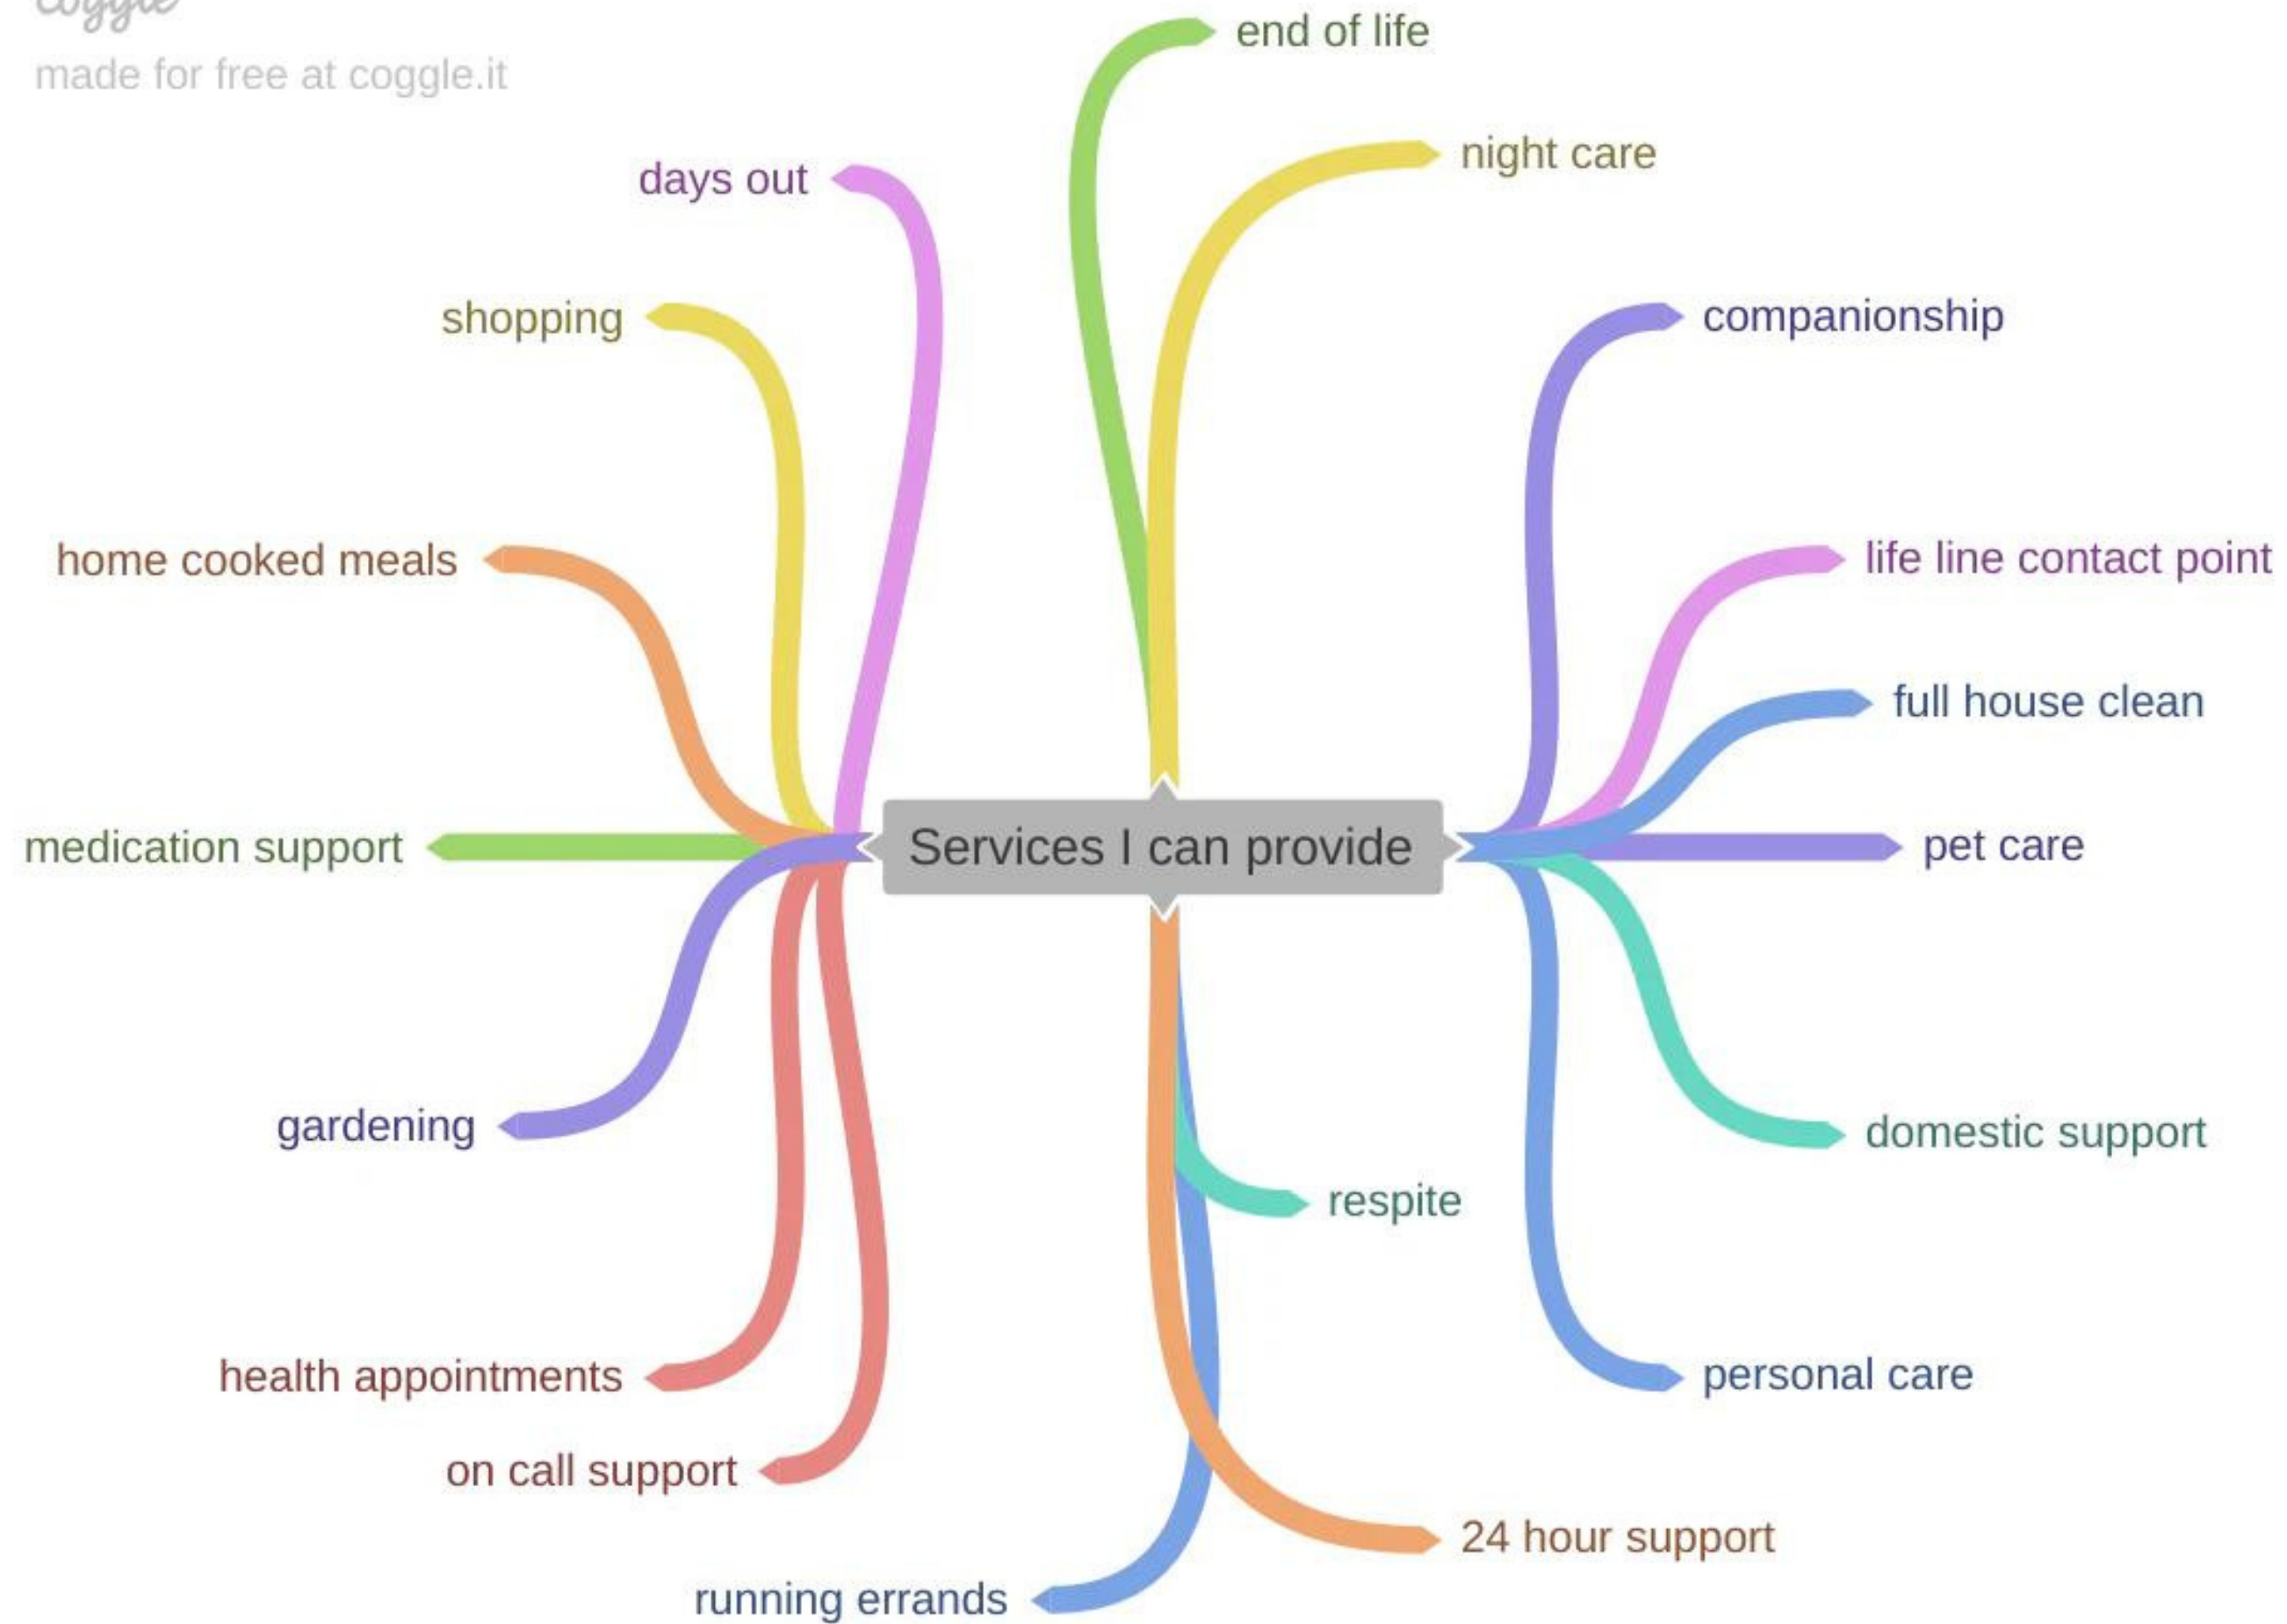 coggle
made for free at coggle.it
end of life
night care
days out
shopping
companionship
home cooked meals
life line contact point
full house clean
medication support
Services I can provide
pet care
gardening
domestic support
respite
health appointments
personal care
on call support
24 hour support
running errands